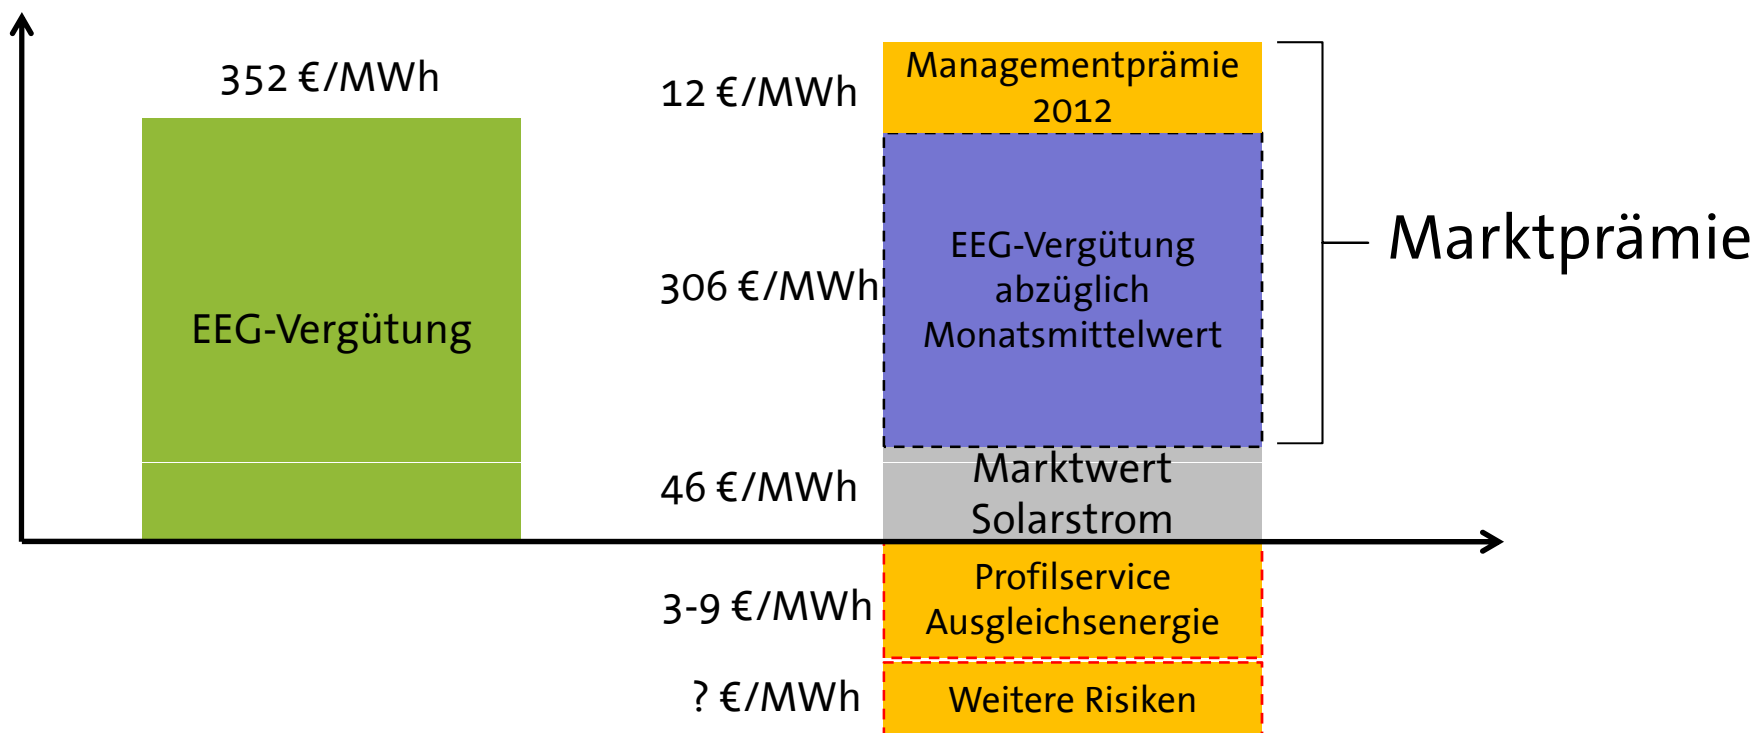 352 €/MWh
EEG-Vergütung
12 €/MWh
Managementprämie
2012
306 €/MWh
EEG-Vergütung
abzüglich
Monatsmittelwert
Marktprämie
46 €/MWh
Marktwert
Solarstrom
3-9 €/MWh
Profilservice
Ausgleichsenergie
? €/MWh
Weitere Risiken